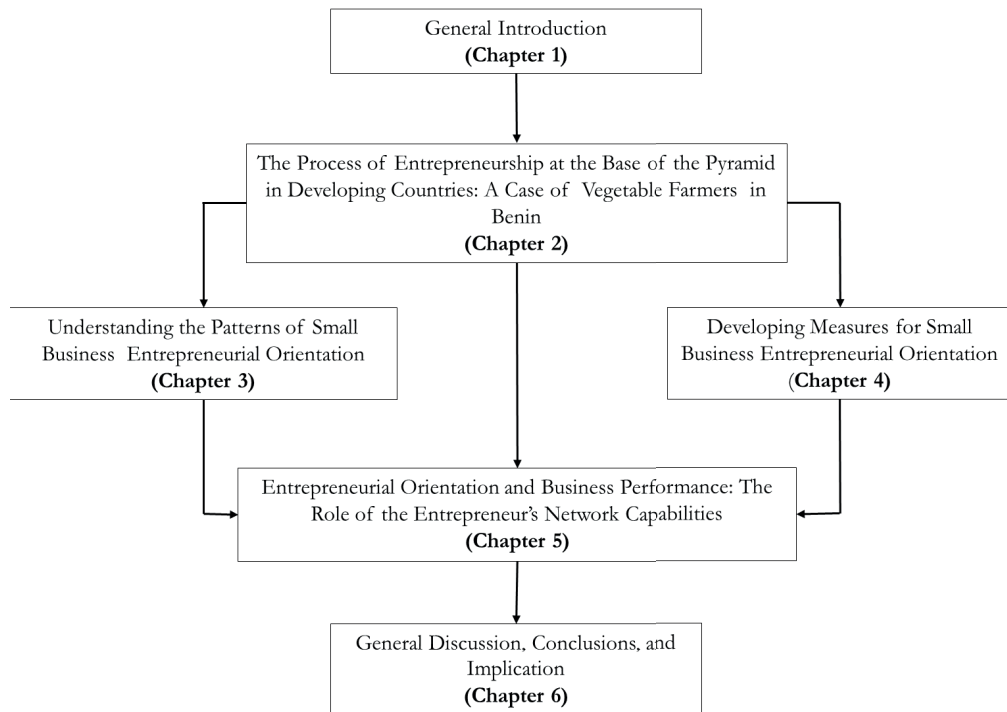 General Introduction
(Chapter 1)
The Process of Entrepreneurship at the Base of the Pyramid
in Developing Countries: A Case of Vegetable Farmers in
Benin
(Chapter 2)
Understanding the Patterns of Small
Business Entrepreneurial Orientation
(Chapter 3)
Developing Measures for Small
Business Entrepreneurial Orientation
(Chapter 4)
Entrepreneurial Orientation and Business Performance: The
Role of the Entrepreneur’s Network Capabilities
(Chapter 5)
General Discussion, Conclusions, and
Implication
(Chapter 6)